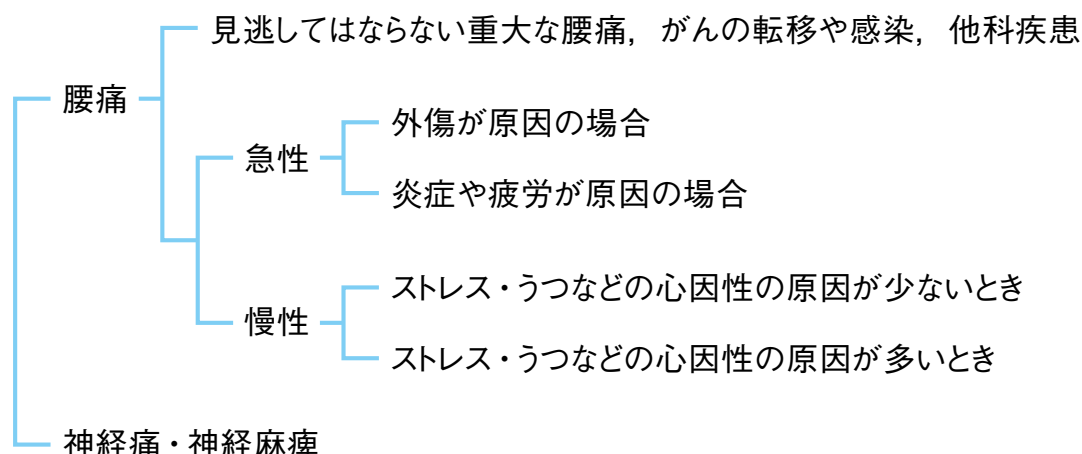 見逃してはならない重大な腰痛，がんの転移や感染，他科疾患
腰痛
外傷が原因の場合
急性
炎症や疲労が原因の場合
ストレス・うつなどの心因性の原因が少ないとき
慢性
ストレス・うつなどの心因性の原因が多いとき
神経痛・神経麻痺